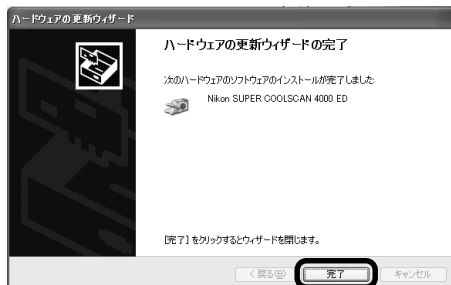 ハードウェアの更新ウィザード
ハードウェアの更新ウィザードの完了
次のハードウェアのソフトウェアのインストールが完了しました:
Nikon SUPER COOLSCAN 4000 ED
[完了] をクリックするとウィザードを閉じます。
< 戻る(B)
完了
キャンセル